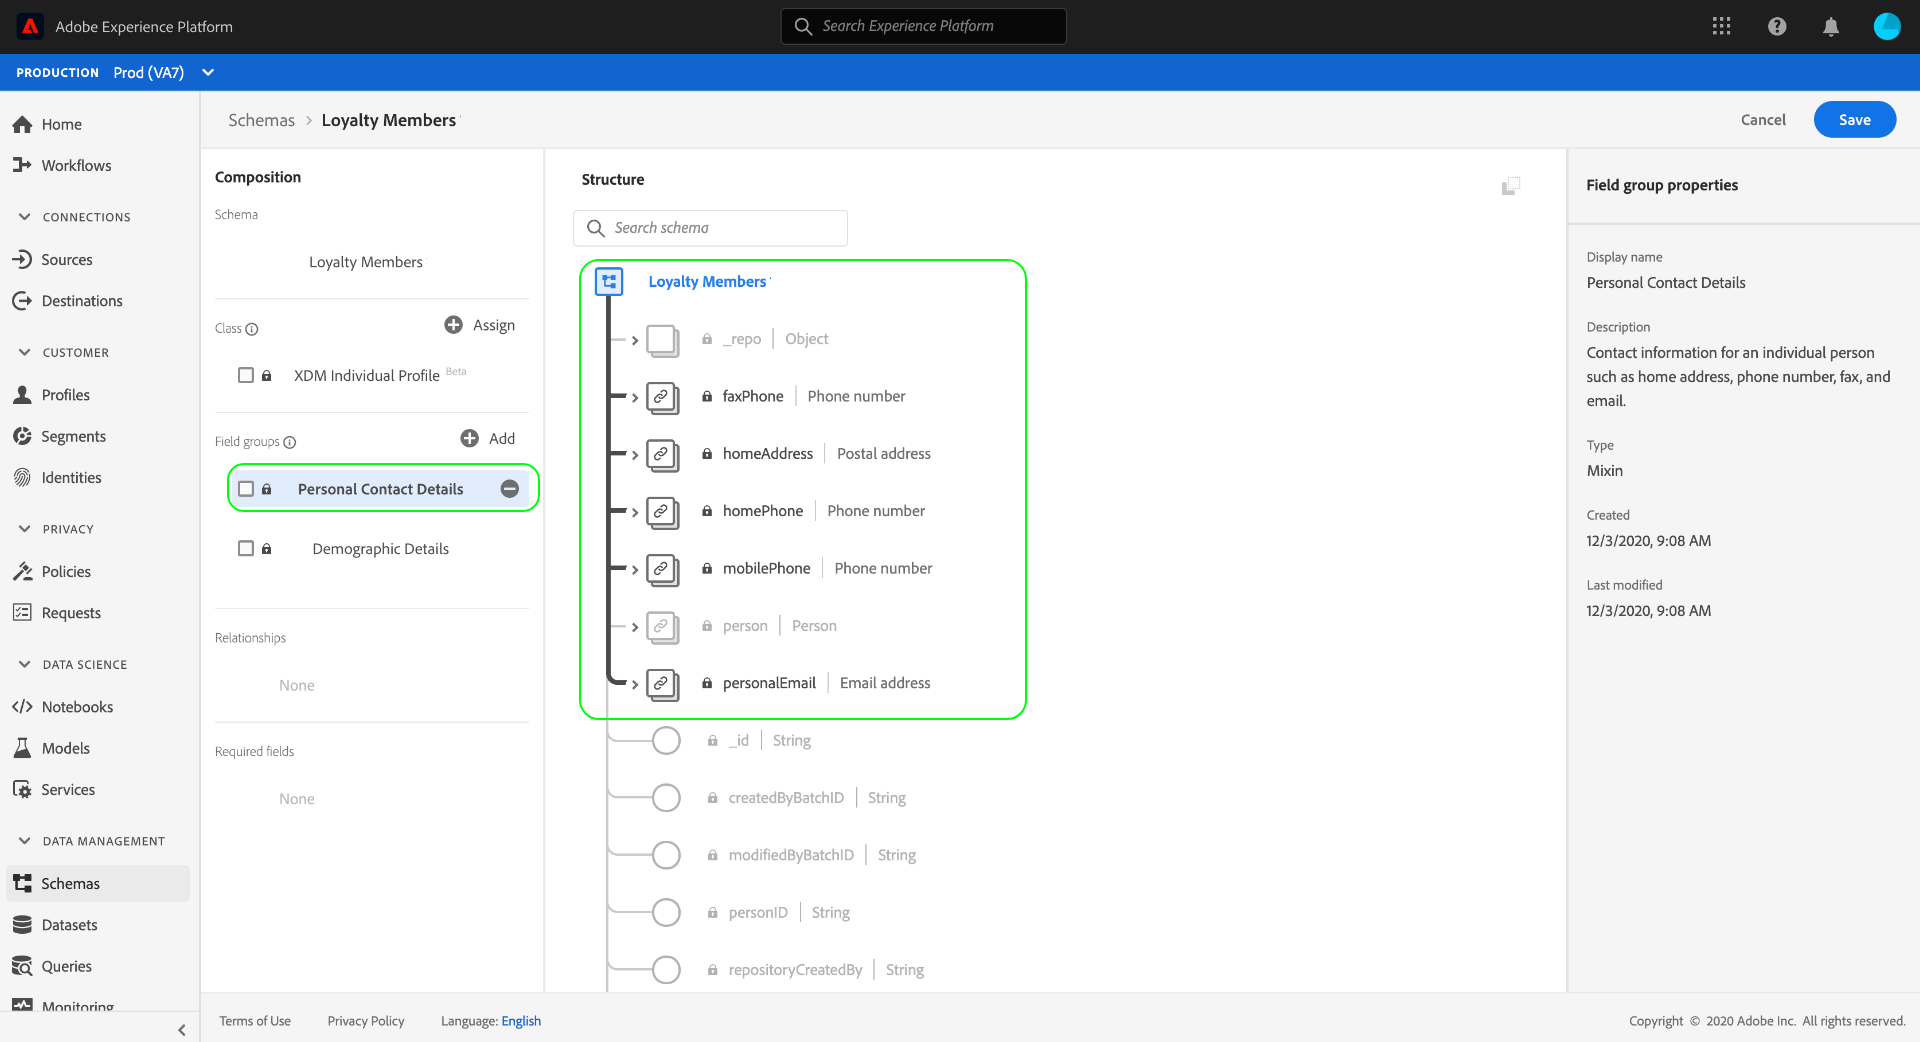 Adobe Experience Platform
Search Experience Platform
PRODUCTION Prod (VA7)
Home
Workflows
CONNECTIONS
Sources
Destinations
CUSTOMER
Profiles
Segments
Identities
PRIVACY
Policies
Requests
DATA SCIENCE
Notebooks
Models
Services
DATA MANAGEMENT
Schemas
Datasets
Queries
Monitoring
Schemas > Loyalty Members
Cancel
Save
Composition
Schema
Loyalty Members
Class
Assign
XDM Individual Profile Beta
Field groups
Add
Personal Contact Details
Demographic Details
Relationships
None
Required fields
None
Structure
Search schema
Loyalty Members
_repo | Object
faxPhone | Phone number
homeAddress | Postal address
homePhone | Phone number
mobilePhone | Phone number
person | Person
personalEmail | Email address
_id | String
createdByBatchID | String
modifiedByBatchID | String
personID | String
repositoryCreatedBy | String
Field group properties
Display name
Personal Contact Details
Description
Contact information for an individual person
such as home address, phone number, fax, and
email.
Type
Mixin
Created
12/3/2020, 9:08 AM
Last modified
12/3/2020, 9:08 AM
Terms of Use
Privacy Policy
Language: English
Copyright © 2020 Adobe Inc. All rights reserved.